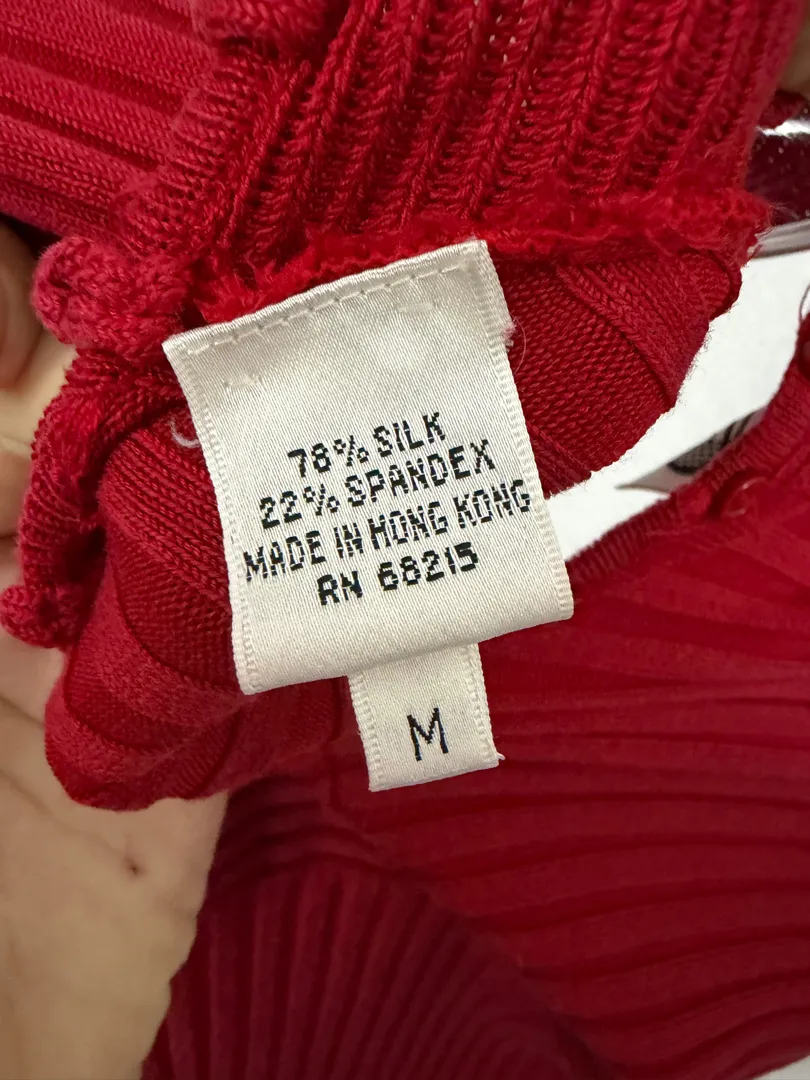 78% SILK
22% SPANDEX
MADE IN HONG KONG
RN 68215
M